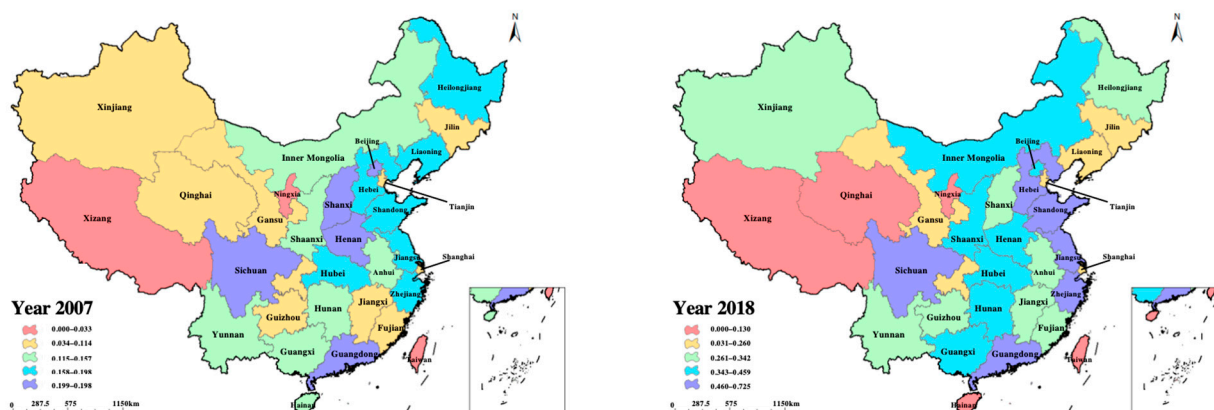 N
Heilongjiang
Jilin
Xinjiang
Beijing
Liaoning
Inner Mongolia
Hebei
Ningxia
Qinghai
Shanxi
Tianjin
Gansu
Shandong
Xizang
Shaanxi
Henan
Jiangsu
Shanghai
Sichuan
Hubei
Anhui
Zhejiang
Year 2007
Hunan
Jiangxi
0.000–0.033
Guizhou
0.034–0.114
Fujian
0.115–0.157
Yunnan
0.158–0.198
Guangxi
Guangdong
Taiwan
0.199–0.198
Hainan
0 287.5 575 1150km
N
Heilongjiang
Jilin
Xinjiang
Beijing
Liaoning
Inner Mongolia
Hebei
Ningxia
Qinghai
Shanxi
Tianjin
Gansu
Shandong
Xizang
Shaanxi
Henan
Jiangsu
Shanghai
Sichuan
Hubei
Anhui
Zhejiang
Year 2018
Hunan
Jiangxi
0.000–0.130
Guizhou
0.031–0.260
Fujian
0.261–0.342
Yunnan
0.343–0.459
Guangxi
Guangdong
Taiwan
0.460–0.725
Hainan
0 287.5 575 1150km